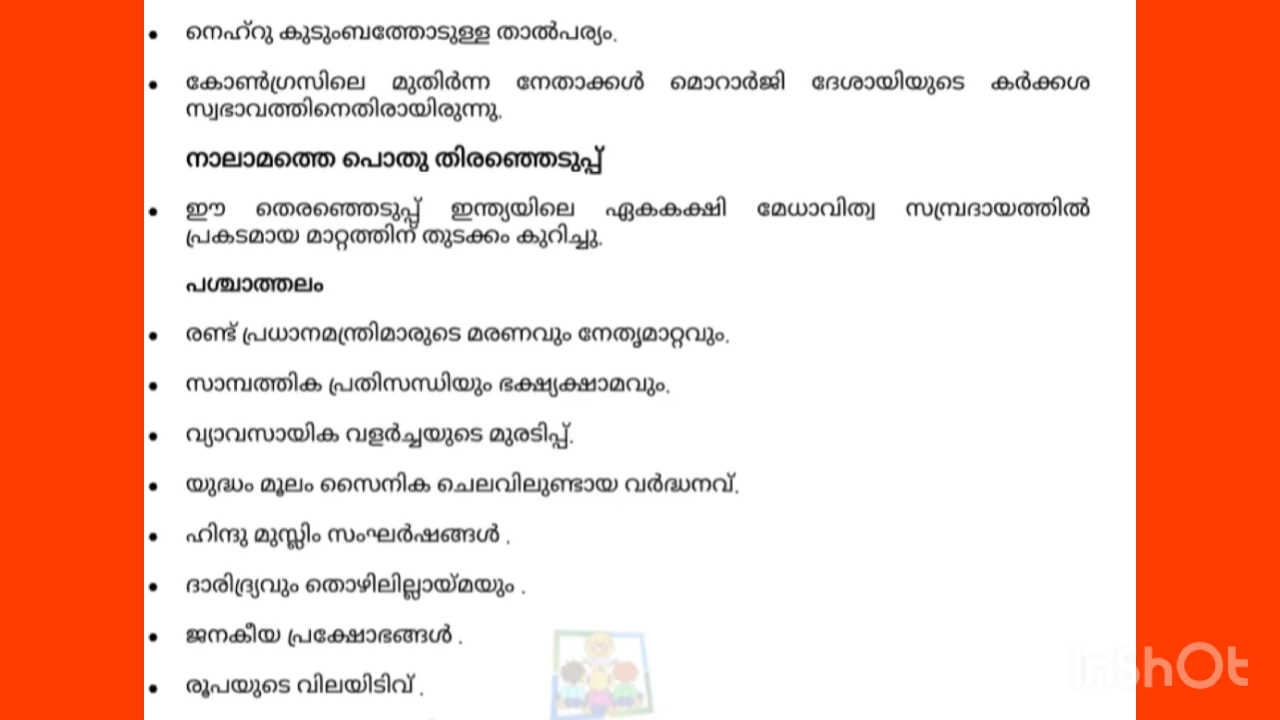 • നെഹ്റു കുടുംബത്തോടുള്ള താൽപര്യം.
• കോൺഗ്രസിലെ മുതിർന്ന നേതാക്കൾ മൊറാർജി ദേശായിയുടെ കർക്കശ
സ്വഭാവത്തിനെതിരായിരുന്നു.
നാലാമത്തെ പൊതു തിരഞ്ഞെടുപ്പ്
• ഈ തെരഞ്ഞെടുപ്പ് ഇന്ത്യയിലെ ഏകകക്ഷി മേധാവിത്വ സമ്പ്രദായത്തിൽ
പ്രകടമായ മാറ്റത്തിന് തുടക്കം കുറിച്ചു.
പശ്ചാത്തലം
• രണ്ട് പ്രധാനമന്ത്രിമാരുടെ മരണവും നേതൃമാറ്റവും.
• സാമ്പത്തിക പ്രതിസന്ധിയും ഭക്ഷ്യക്ഷാമവും.
• വ്യാവസായിക വളർച്ചയുടെ മുരടിപ്പ്.
• യുദ്ധം മൂലം സൈനിക ചെലവിലുണ്ടായ വർദ്ധനവ്.
• ഹിന്ദു മുസ്ലിം സംഘർഷങ്ങൾ .
• ദാരിദ്ര്യവും തൊഴിലില്ലായ്മയും .
• ജനകീയ പ്രക്ഷോഭങ്ങൾ .
• രൂപയുടെ വിലയിടിവ് .
InShOt